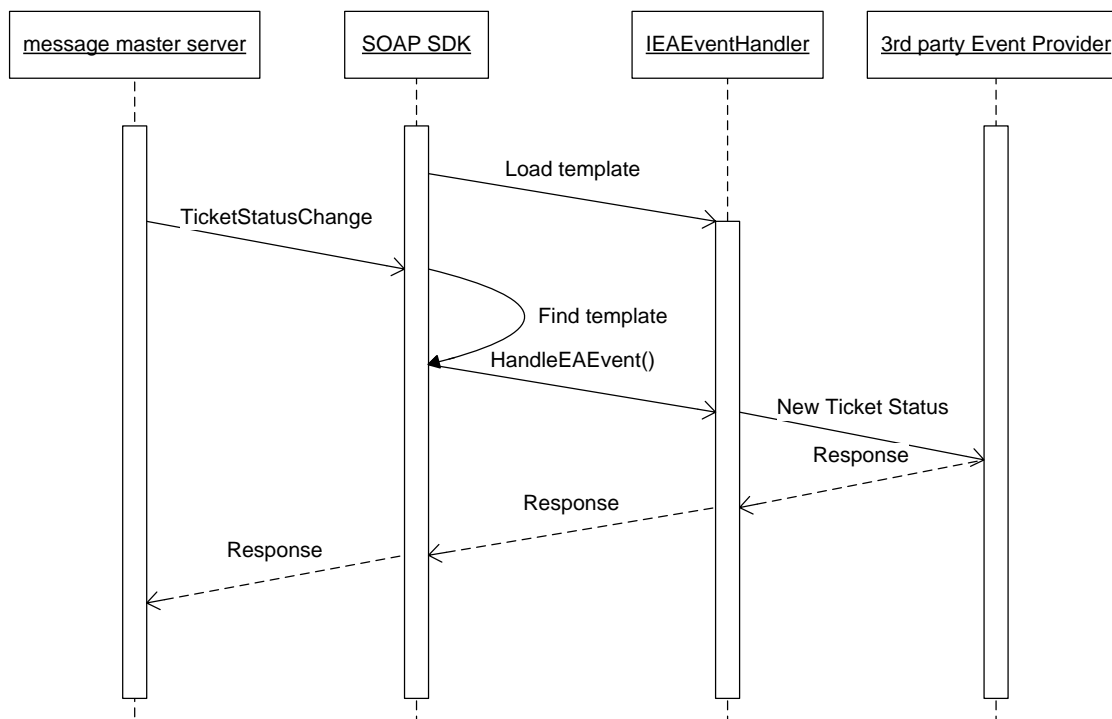 message master server
SOAP SDK
IEAEventHandler
3rd party Event Provider
Load template
TicketStatusChange
Find template
HandleEAEvent()
New Ticket Status
Response
Response
Response